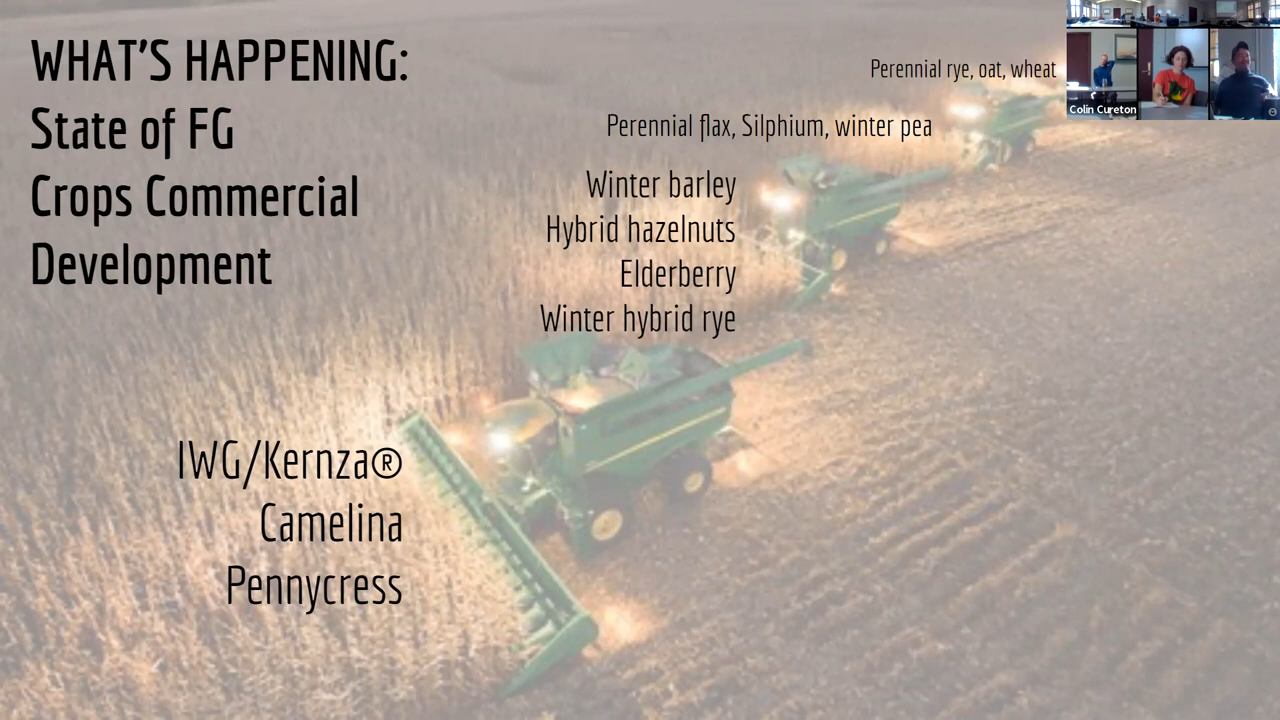 WHAT'S HAPPENING:
State of FG
Crops Commercial
Development
Perennial rye, oat, wheat
Perennial flax, Silphium, winter pea
Winter barley
Hybrid hazelnuts
Elderberry
Winter hybrid rye
IWG/Kernza®
Camelina
Pennycress
Colin Cureton